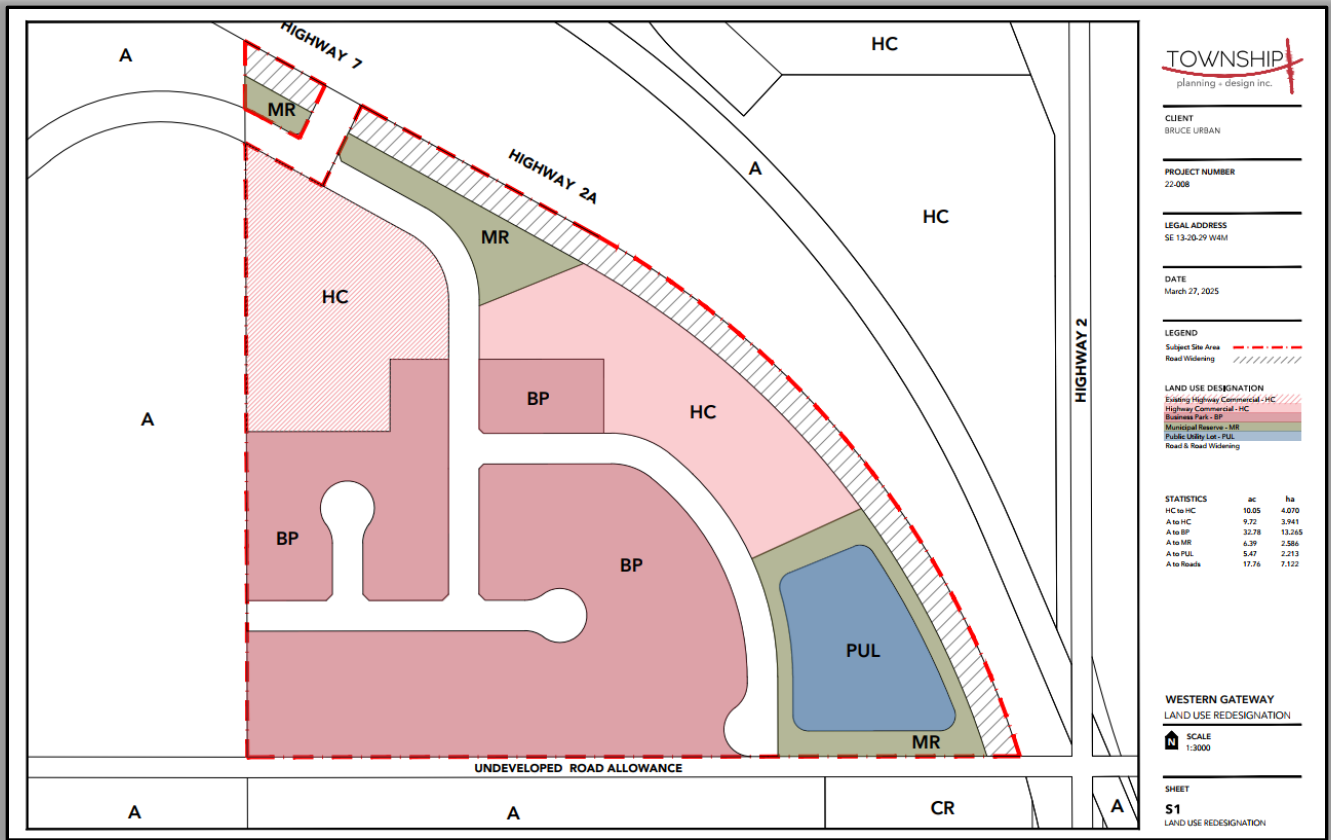 HIGHWAY 7
A
HC
MR
HIGHWAY 2A
A
HC
MR
HC
HIGHWAY 2
BP
HC
A
BP
BP
PUL
MR
UNDEVELOPED ROAD ALLOWANCE
A
A
CR
A
TOWNSHIP
planning + design inc.
CLIENT
BRUCE URBAN
PROJECT NUMBER
22-008
LEGAL ADDRESS
SE 13-20-29 W4M
DATE
March 27, 2025
LEGEND
Subject Site Area
Road Widening
LAND USE DESIGNATION
Existing Highway Commercial - HC
Highway Commercial - HC
Business Park - BP
Municipal Reserve - MR
Public Utility Lot - PUL
Road & Road Widening
STATISTICS ac ha
HC to HC 10.05 4.070
A to HC 9.72 3.941
A to BP 32.78 13.265
A to MR 6.39 2.586
A to PUL 5.47 2.213
A to Roads 17.76 7.122
WESTERN GATEWAY
LAND USE REDESIGNATION
N
SCALE
1:3000
SHEET
S1
LAND USE REDESIGNATION